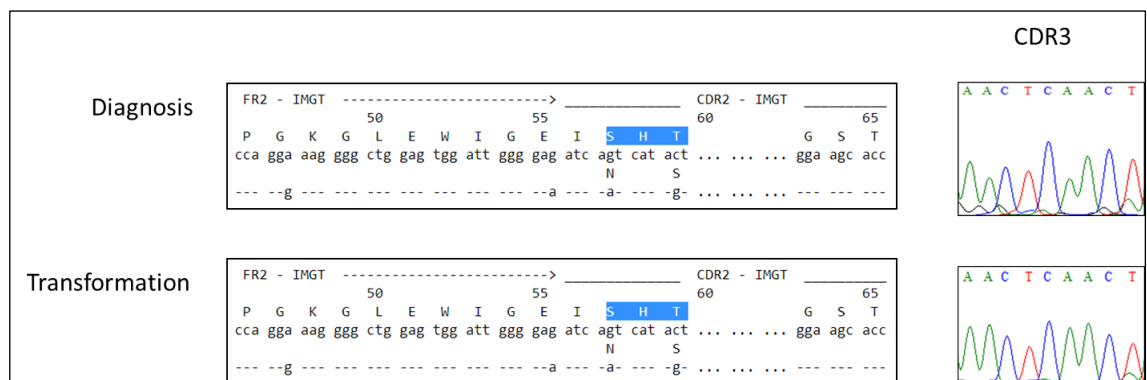 CDR3
Diagnosis
FR2 - IMGT -------------------------> ______________ CDR2 - IMGT __________
50 55 60 65
P G K G L E W I G E I S H T G S T
cca gga aag ggg ctg gag tgg att ggg gag atc agt cat act ... ... ... gga agc acc
N S
--- --g --- --- --- --- --- --- --- --a --- -a- --- -g- ... ... ... --- --- ---
A A C T C A A C T
Transformation
FR2 - IMGT -------------------------> ______________ CDR2 - IMGT __________
50 55 60 65
P G K G L E W I G E I S H T G S T
cca gga aag ggg ctg gag tgg att ggg gag atc agt cat act ... ... ... gga agc acc
N S
--- --g --- --- --- --- --- --- --- --a --- -a- --- -g- ... ... ... --- --- ---
A A C T C A A C T